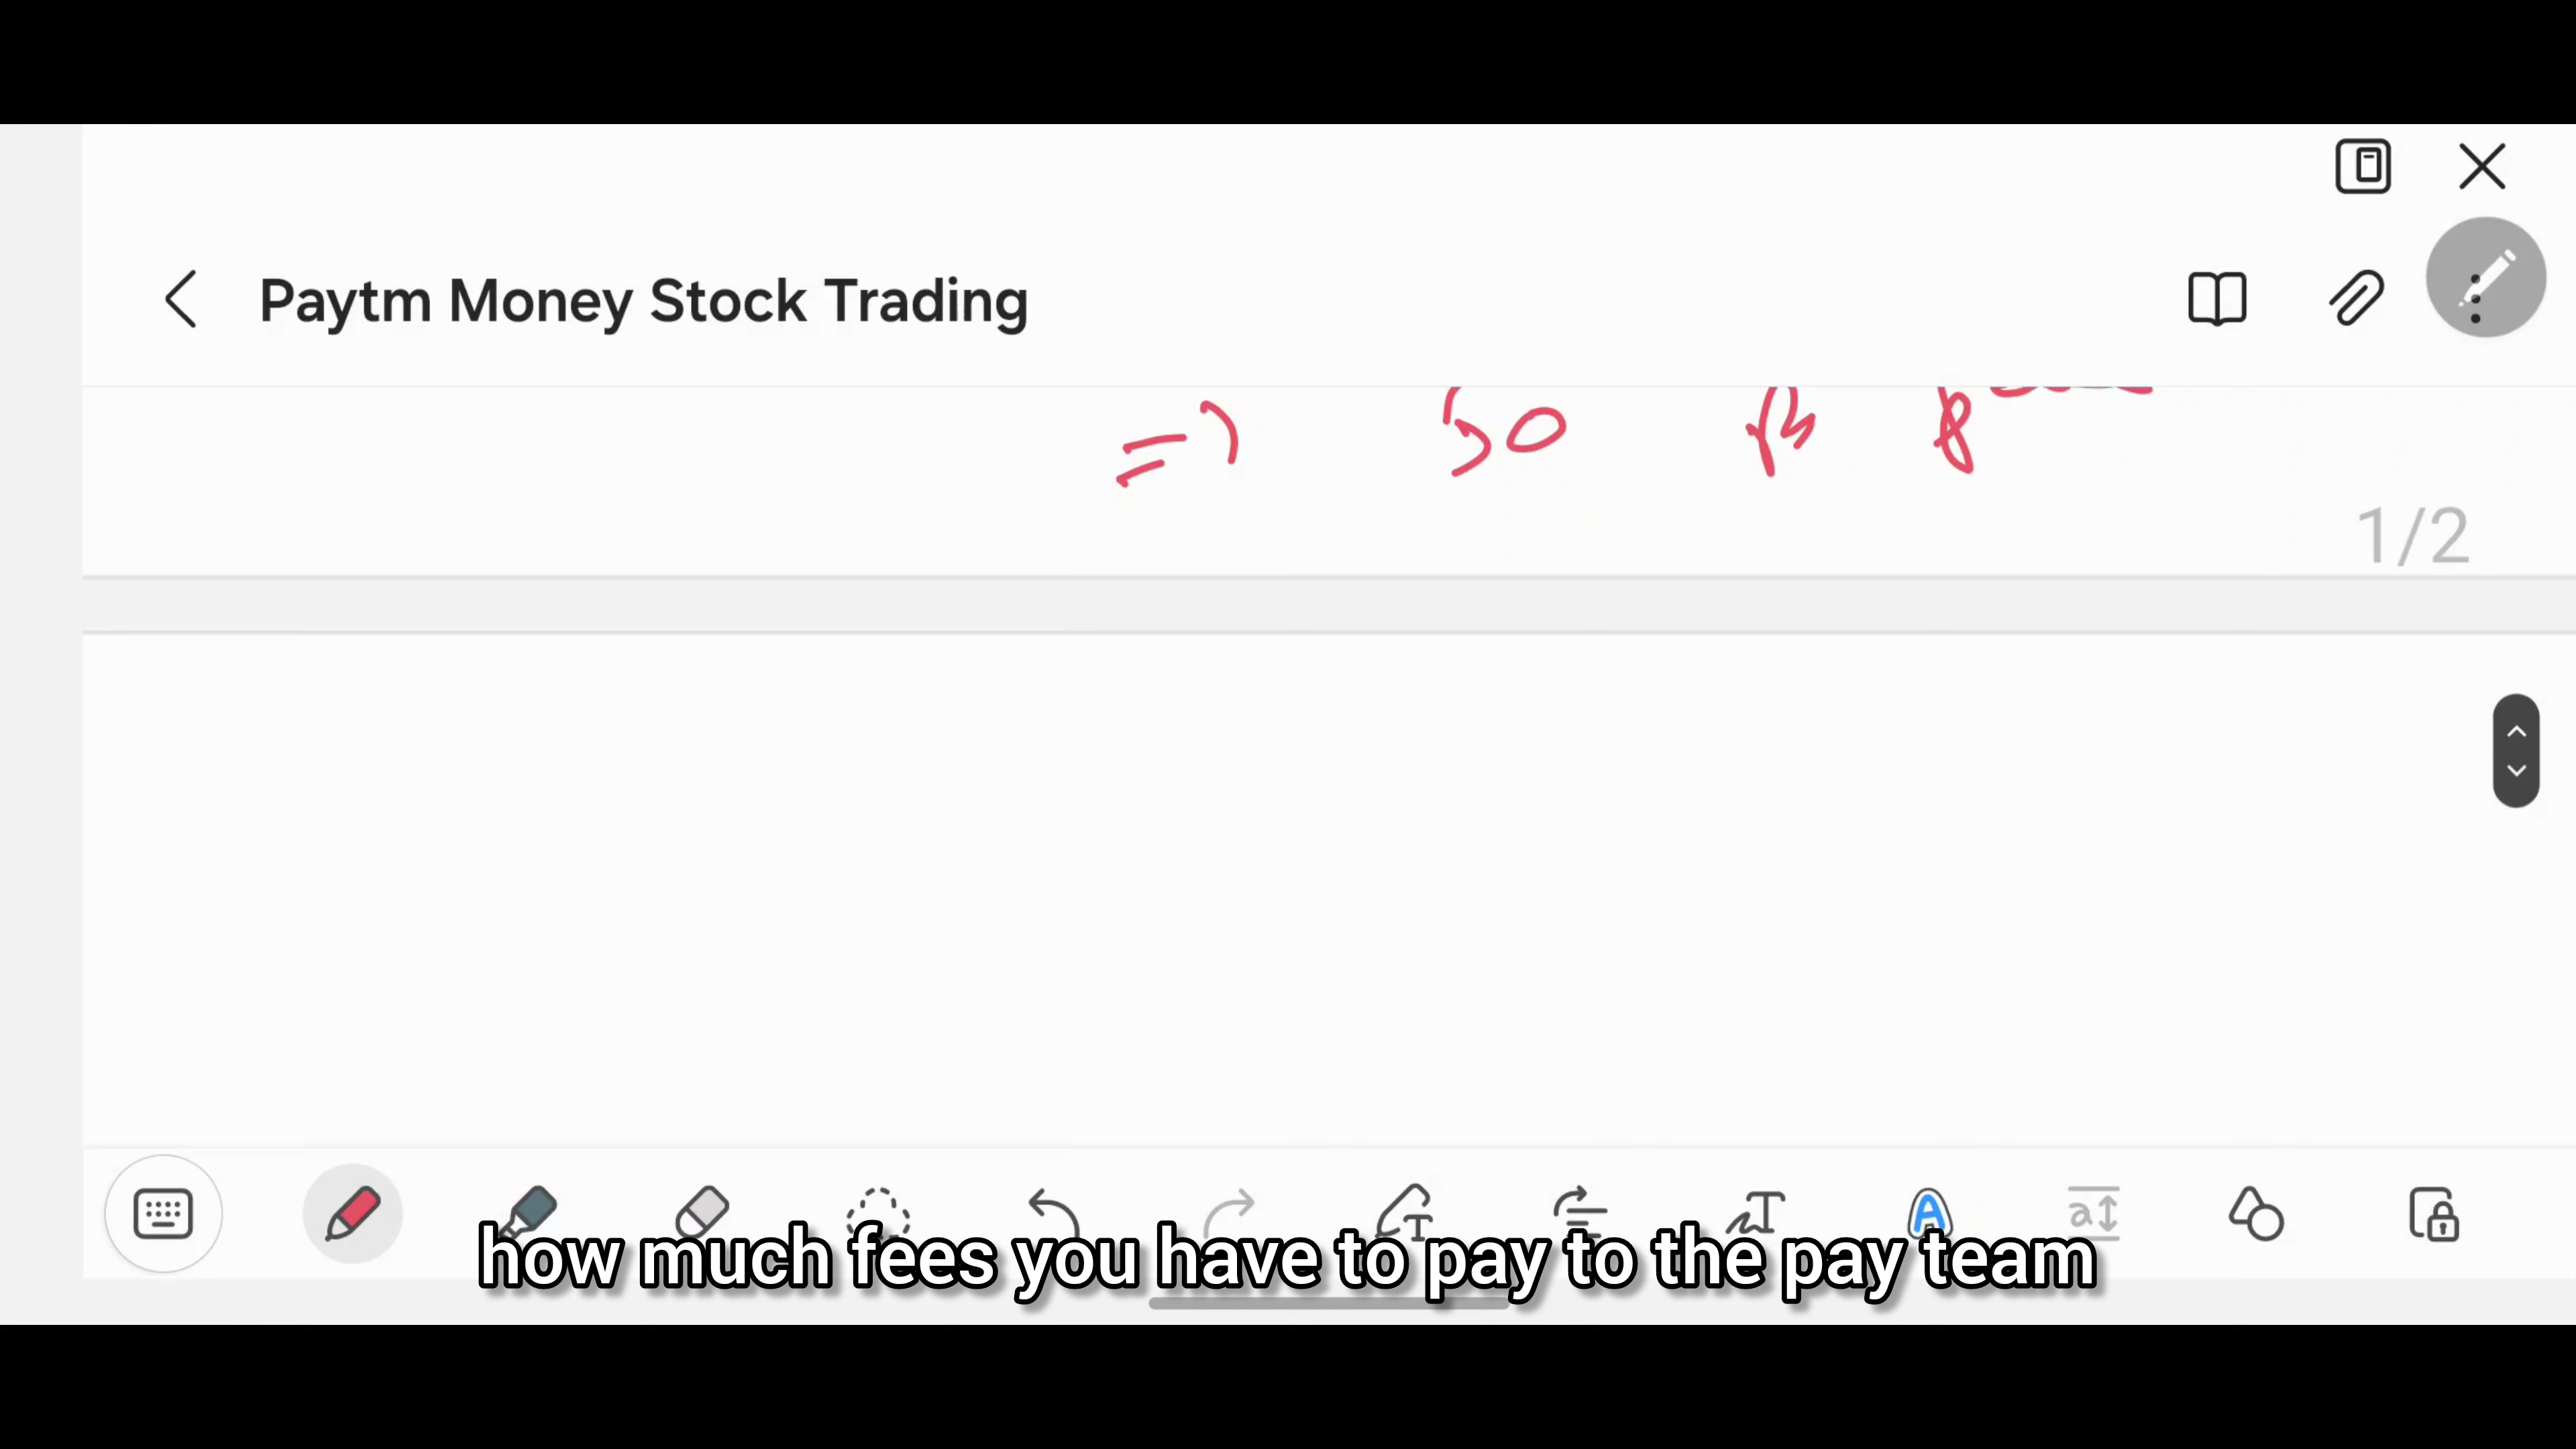 Paytm Money Stock Trading
=> 50
1/2
how much fees you have to pay to the pay team